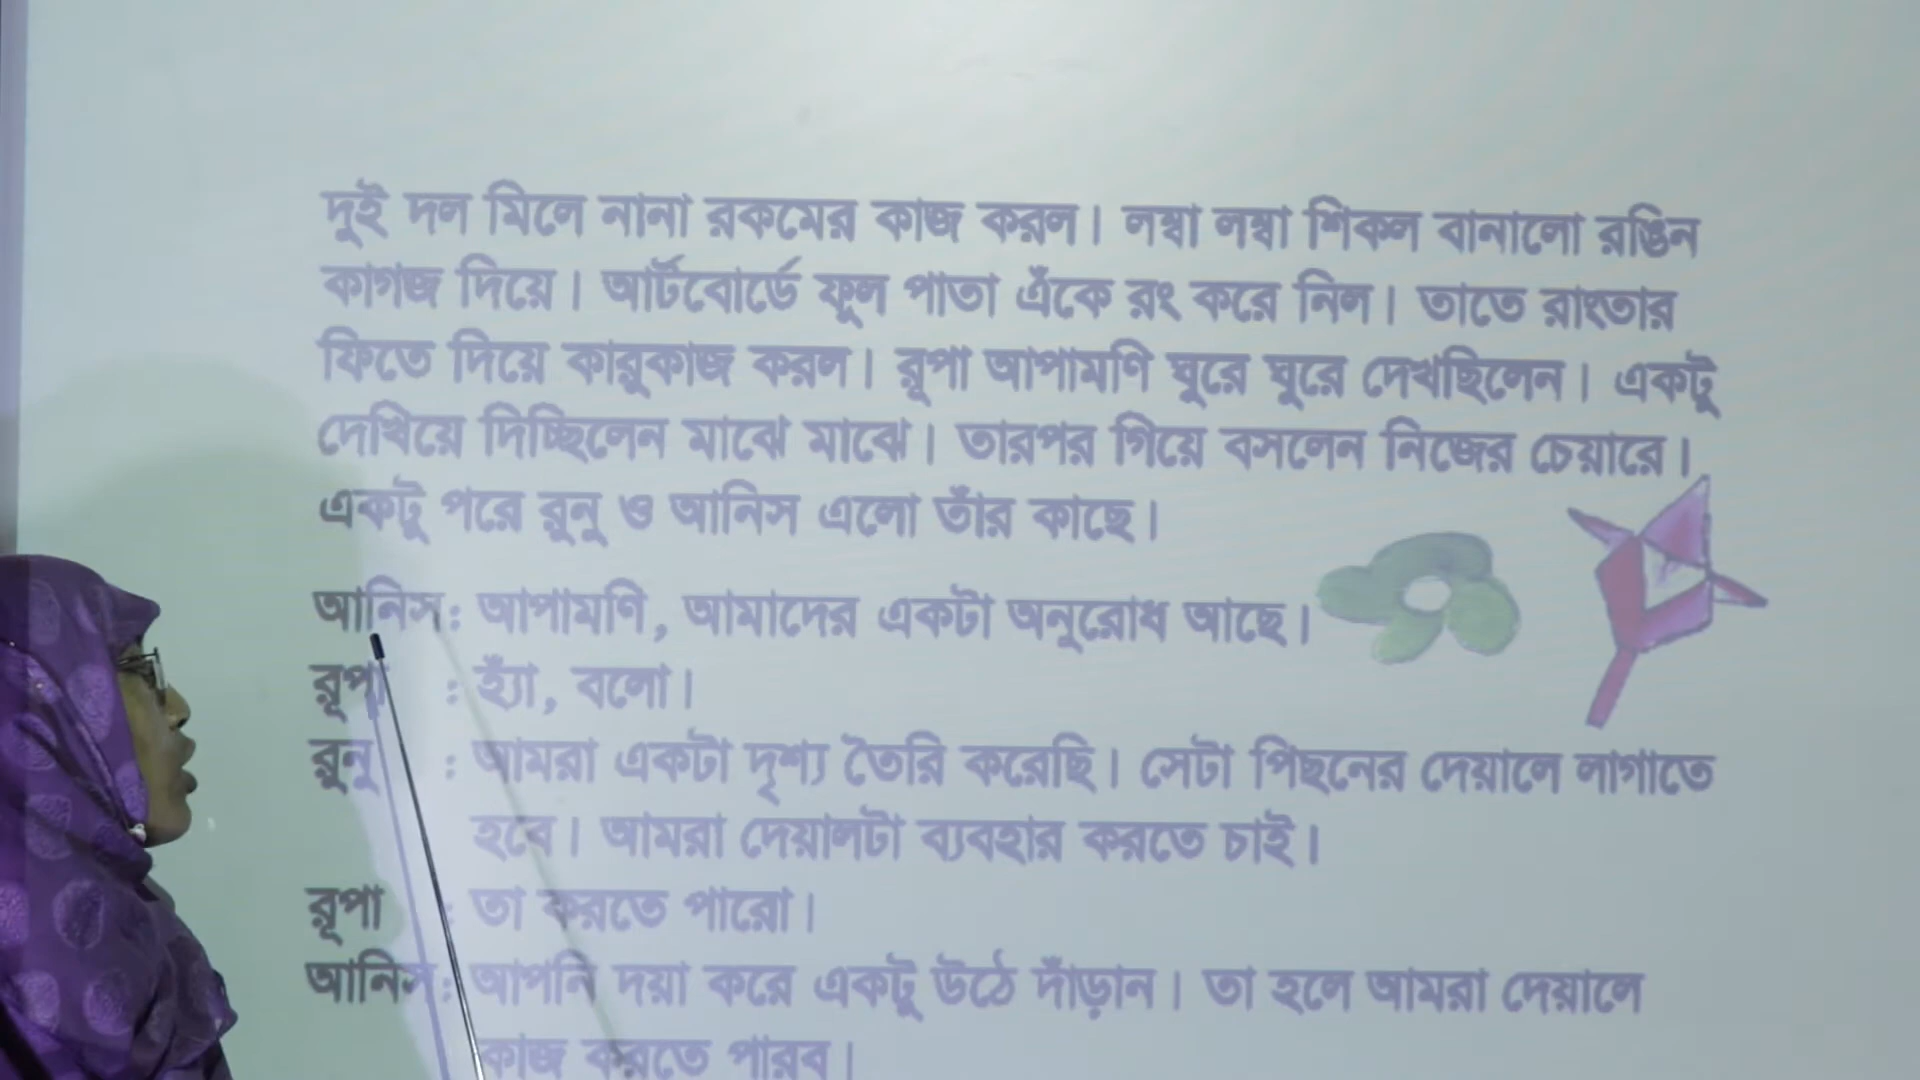 দুই দল মিলে নানা রকমের কাজ করল। লম্বা লম্বা শিকল বানালো রঙিন
কাগজ দিয়ে। আর্টবোর্ডে ফুল পাতা এঁকে রং করে নিল। তাতে রাংতার
ফিতে দিয়ে কারুকাজ করল। রূপা আপামণি ঘুরে ঘুরে দেখছিলেন। একটু
দেখিয়ে দিচ্ছিলেন মাঝে মাঝে। তারপর গিয়ে বসলেন নিজের চেয়ারে।
একটু পরে রুনু ও আনিস এলো তাঁর কাছে।
আনিস: আপামণি, আমাদের একটা অনুরোধ আছে।
রূপা : হ্যাঁ, বলো।
রুনু : আমরা একটা দৃশ্য তৈরি করেছি। সেটা পিছনের দেয়ালে লাগাতে
হবে। আমরা দেয়ালটা ব্যবহার করতে চাই।
রূপা : তা করতে পারো।
আনিস: আপনি দয়া করে একটু উঠে দাঁড়ান। তা হলে আমরা দেয়ালে
কাজ করতে পারব।